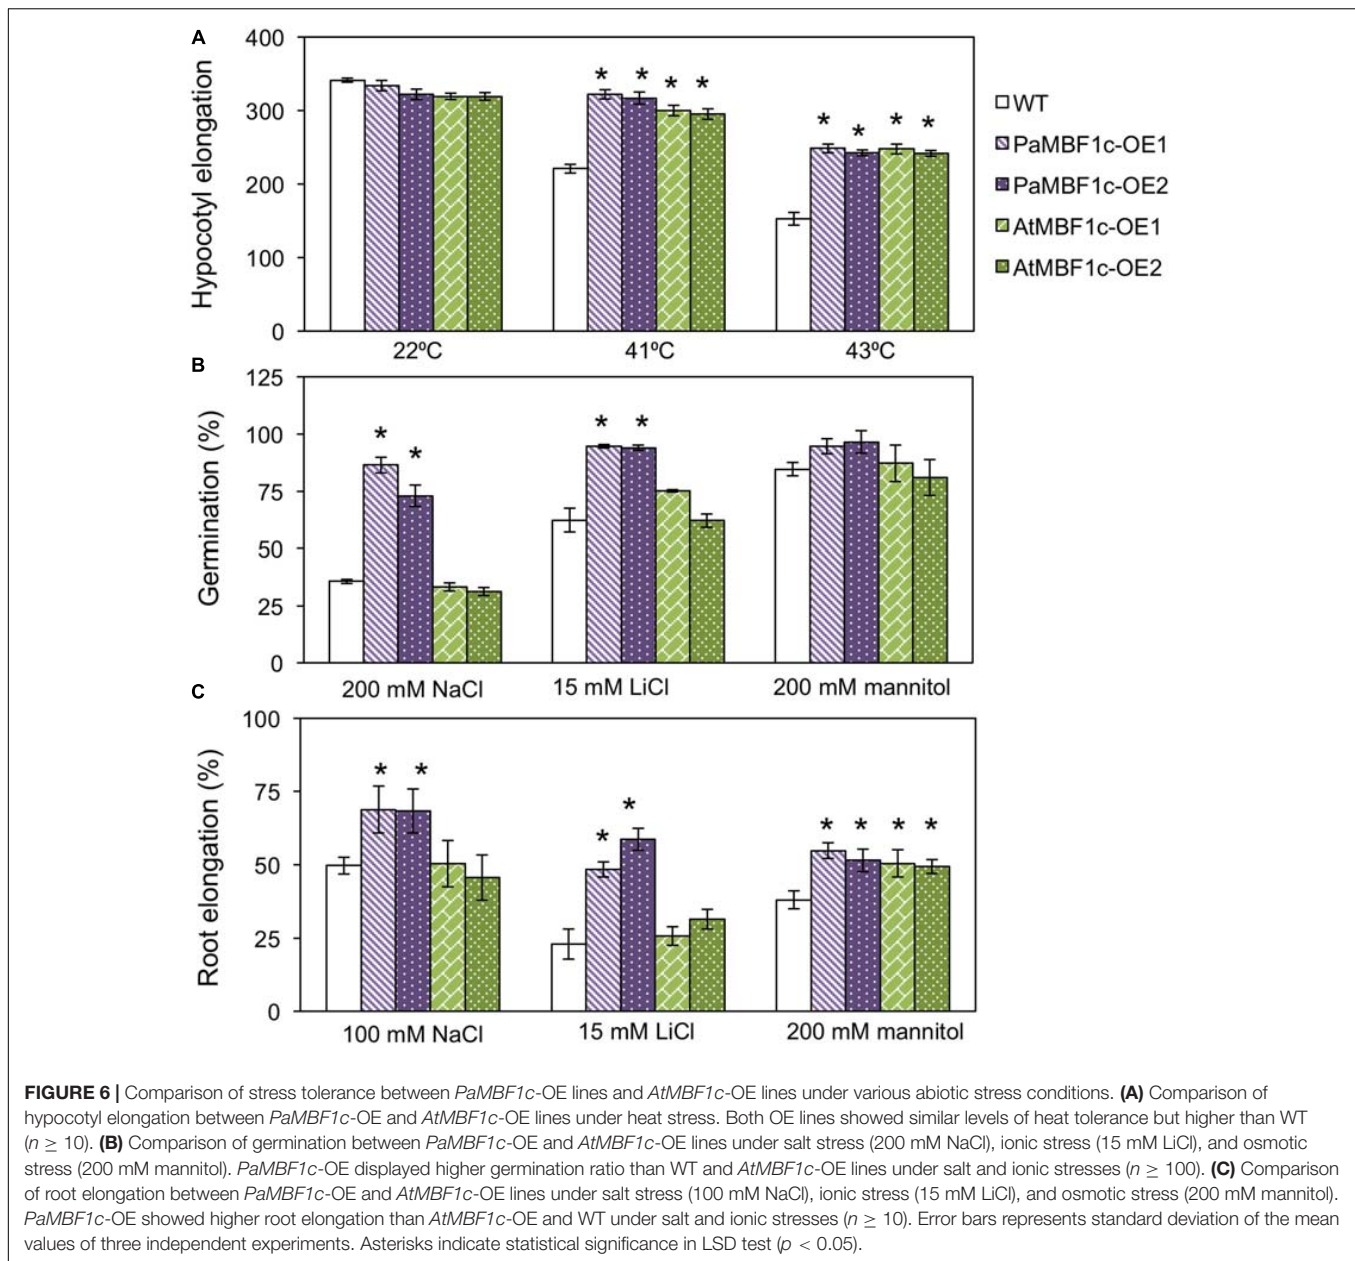 A
Hypocotyl elongation
400
300
200
100
0
* * * *
* * * *
22ºC 41ºC 43ºC
WT
PaMBF1c-OE1
PaMBF1c-OE2
AtMBF1c-OE1
AtMBF1c-OE2
B
Germination (%)
125
100
75
50
25
0
* *
* *
200 mM NaCl 15 mM LiCl 200 mM mannitol
C
Root elongation (%)
100
75
50
25
0
* *
* *
* * * *
100 mM NaCl 15 mM LiCl 200 mM mannitol
FIGURE 6 | Comparison of stress tolerance between PaMBF1c-OE lines and AtMBF1c-OE lines under various abiotic stress conditions. (A) Comparison of
hypocotyl elongation between PaMBF1c-OE and AtMBF1c-OE lines under heat stress. Both OE lines showed similar levels of heat tolerance but higher than WT
(n ≥ 10). (B) Comparison of germination between PaMBF1c-OE and AtMBF1c-OE lines under salt stress (200 mM NaCl), ionic stress (15 mM LiCl), and osmotic
stress (200 mM mannitol). PaMBF1c-OE displayed higher germination ratio than WT and AtMBF1c-OE lines under salt and ionic stresses (n ≥ 100). (C) Comparison
of root elongation between PaMBF1c-OE and AtMBF1c-OE lines under salt stress (100 mM NaCl), ionic stress (15 mM LiCl), and osmotic stress (200 mM mannitol).
PaMBF1c-OE showed higher root elongation than AtMBF1c-OE and WT under salt and ionic stresses (n ≥ 10). Error bars represents standard deviation of the mean
values of three independent experiments. Asterisks indicate statistical significance in LSD test (p < 0.05).